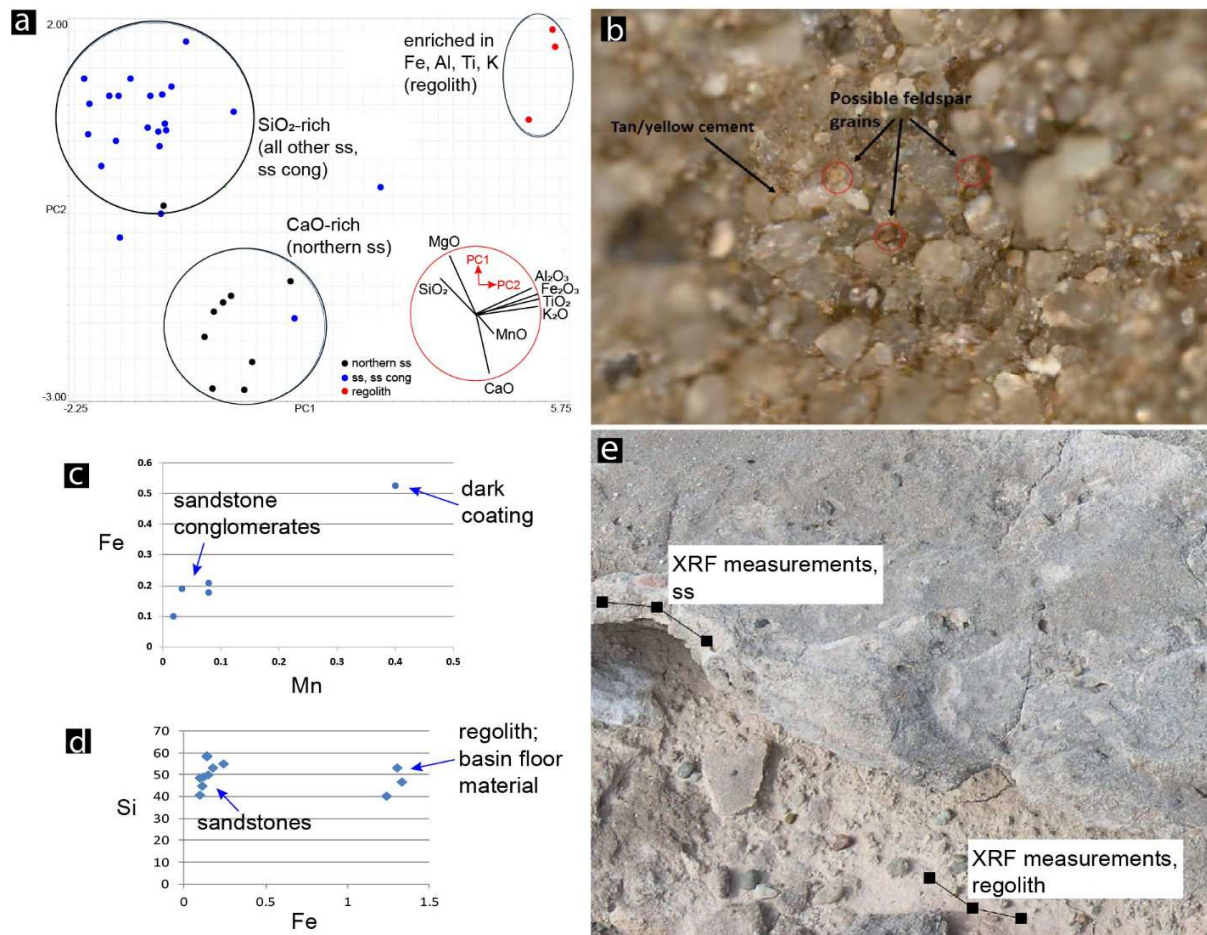 a
2.00
enriched in
Fe, Al, Ti, K
(regolith)
SiO₂-rich
(all other ss,
ss cong)
PC2
CaO-rich
(northern ss)
MgO
PC1
SiO₂
PC2
Al₂O₃
Fe₂O₃
TiO₂
K₂O
MnO
CaO
northern ss
ss, ss cong
regolith
-3.00
-2.25
PC1
5.75
b
Possible feldspar
grains
Tan/yellow cement
c
0.6
0.5
0.4
0.3
0.2
0.1
0
Fe
sandstone
conglomerates
dark
coating
0
0.1
0.2
0.3
0.4
0.5
Mn
d
70
60
50
40
30
20
10
0
Si
regolith;
basin floor
material
sandstones
0
0.5
1
1.5
Fe
e
XRF measurements,
ss
XRF measurements,
regolith